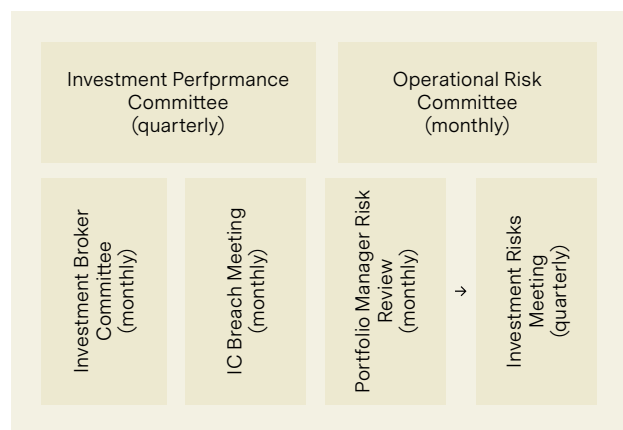 Investment Perfprmance
Committee
(quarterly)
Operational Risk
Committee
(monthly)
Investment Broker
Committee
(monthly)
IC Breach Meeting
(monthly)
Portfolio Manager Risk
Review
(monthly)
→
Investment Risks
Meeting
(quarterly)